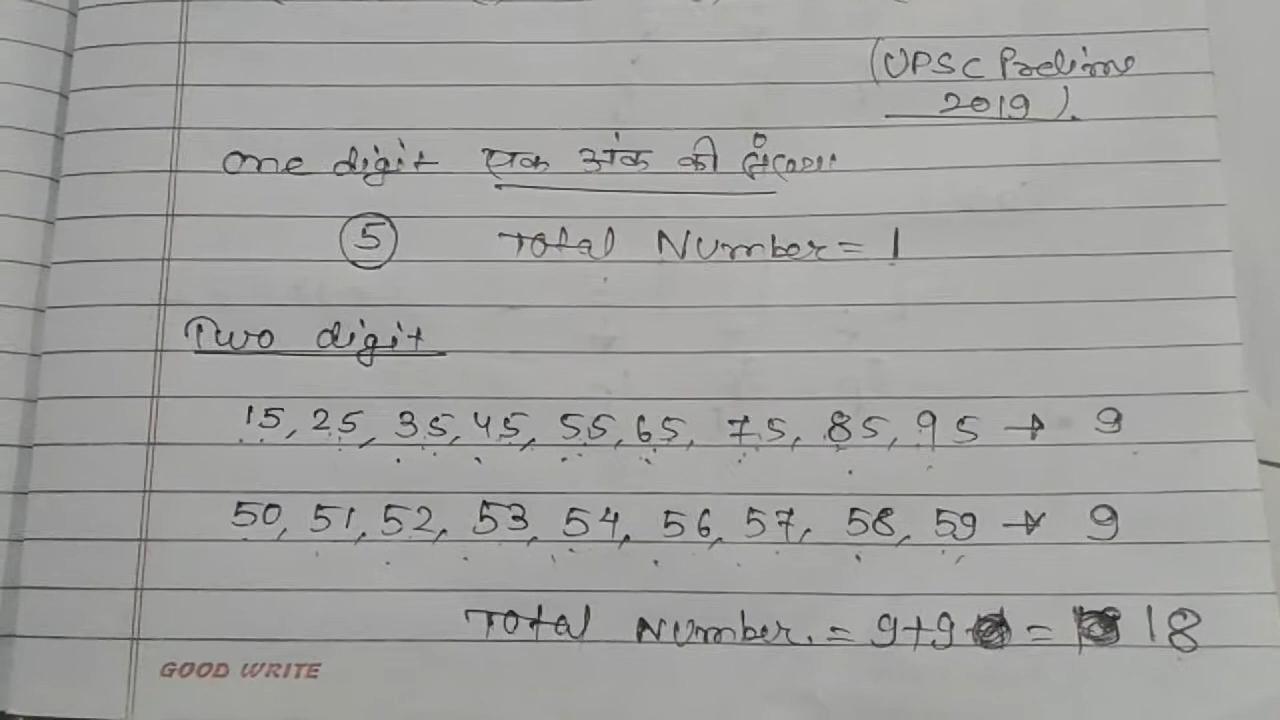 (UPSC Prelims
2019).
one digit एक अंक की संख्या
5 Total Number = 1
Two digit
15, 25, 35, 45, 55, 65, 75, 85, 95 → 9
50, 51, 52, 53, 54, 56, 57, 58, 59 → 9
Total Number = 9+9 = 18
GOOD WRITE